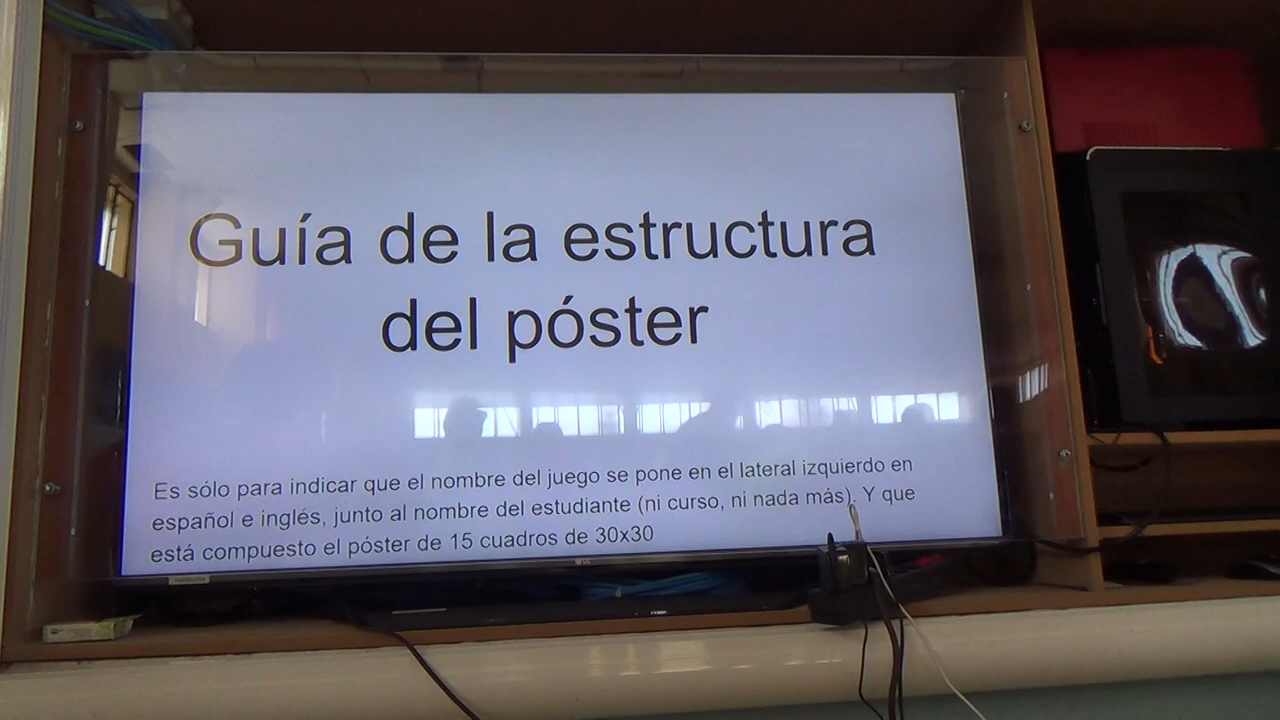 Guía de la estructura
del póster
Es sólo para indicar que el nombre del juego se pone en el lateral izquierdo en
español e inglés, junto al nombre del estudiante (ni curso, ni nada más). Y que
está compuesto el póster de 15 cuadros de 30x30
LG